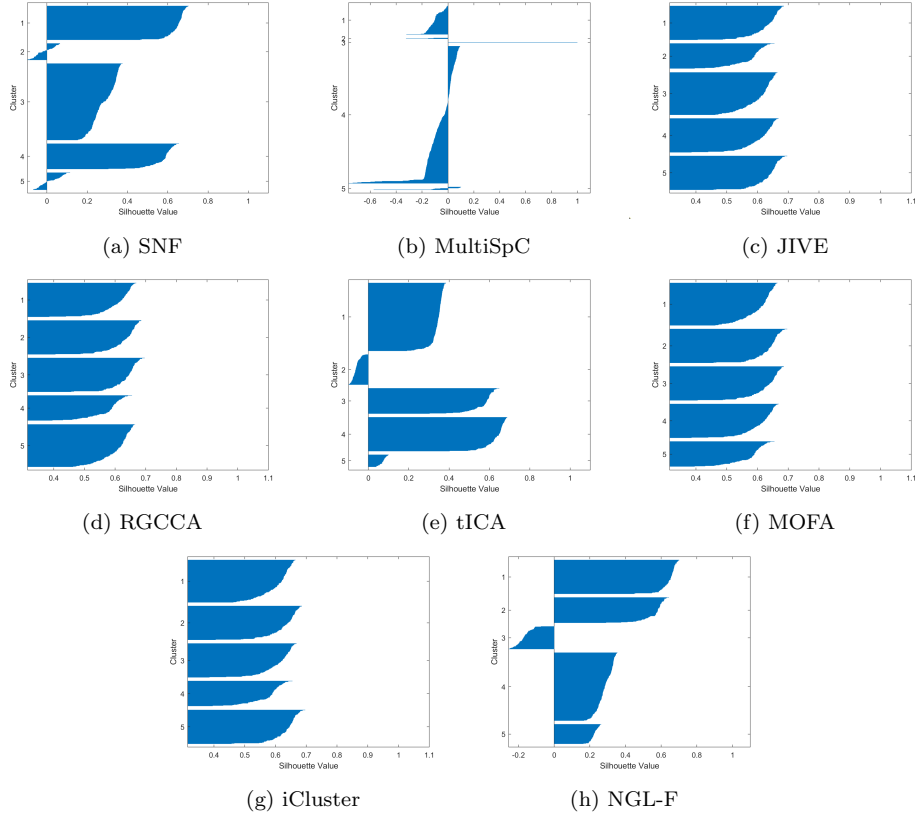 1
2
3
4
5
Cluster
0 0.2 0.4 0.6 0.8 1
Silhouette Value
(a) SNF
1
2
3
4
5
Cluster
-0.6 -0.4 -0.2 0 0.2 0.4 0.6 0.8 1
Silhouette Value
(b) MultiSpC
1
2
3
4
5
Cluster
0.4 0.5 0.6 0.7 0.8 0.9 1 1.1
Silhouette Value
(c) JIVE
1
2
3
4
5
Cluster
0.4 0.5 0.6 0.7 0.8 0.9 1 1.1
Silhouette Value
(d) RGCCA
1
2
3
4
5
Cluster
0 0.2 0.4 0.6 0.8 1
Silhouette Value
(e) tICA
1
2
3
4
5
Cluster
0.4 0.5 0.6 0.7 0.8 0.9 1 1.1
Silhouette Value
(f) MOFA
1
2
3
4
5
Cluster
0.4 0.5 0.6 0.7 0.8 0.9 1 1.1
Silhouette Value
(g) iCluster
1
2
3
4
5
Cluster
-0.2 0 0.2 0.4 0.6 0.8 1
Silhouette Value
(h) NGL-F